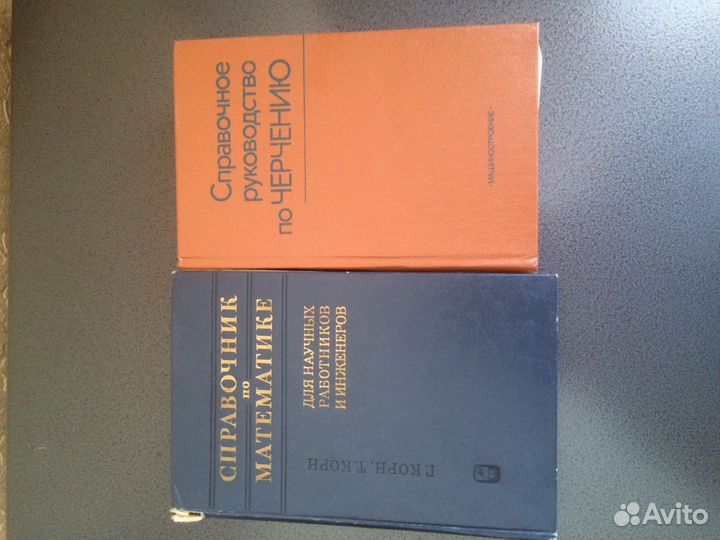 Справочное
руководство
по ЧЕРЧЕНИЮ
«МАШИНОСТРОЕНИЕ»
СПРАВОЧНИК
по
МАТЕМАТИКЕ
ДЛЯ НАУЧНЫХ
РАБОТНИКОВ
И ИНЖЕНЕРОВ
Г. КОРН, Т. КОРН
Avito